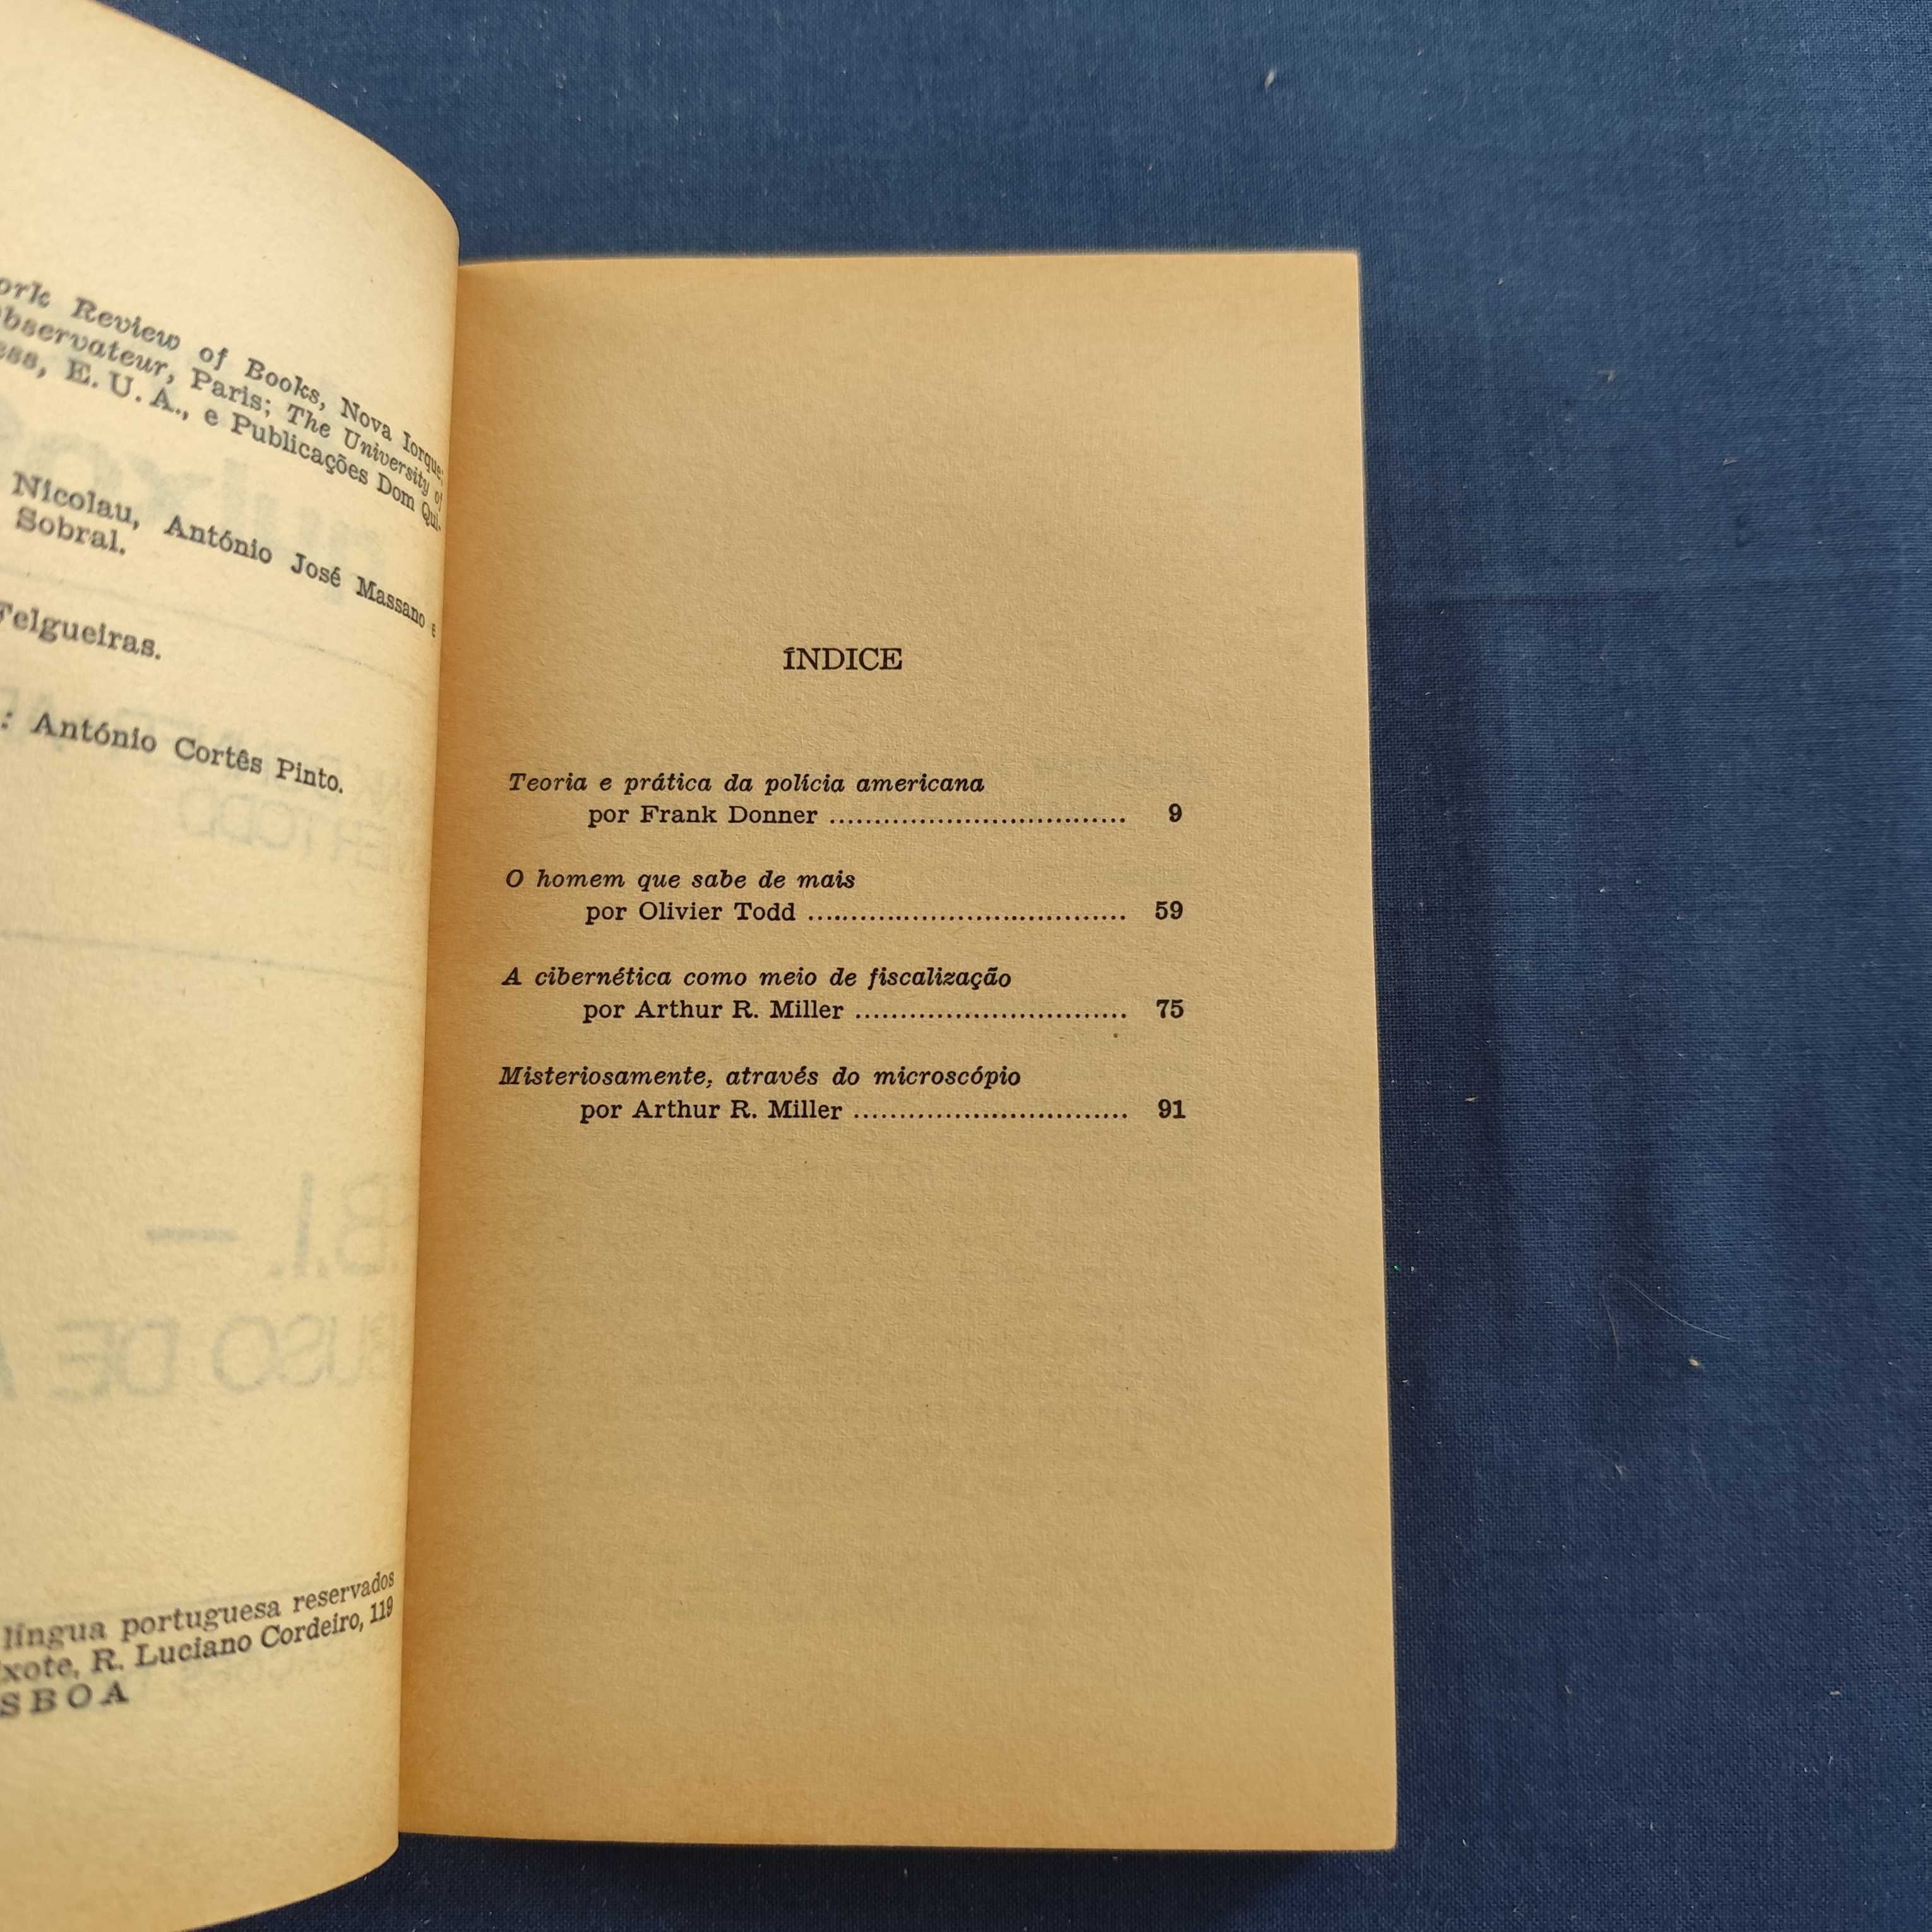 ork Review of Books, Nova Iorque;
bservateur, Paris; The University of
ess, E. U. A., e Publicações Dom Qui-
Nicolau, António José Massano e
Sobral.
Felgueiras.
: António Cortês Pinto.
língua portuguesa reservados
xote, R. Luciano Cordeiro, 119
SBOA
ÍNDICE
Teoria e prática da polícia americana
por Frank Donner ................................. 9
O homem que sabe de mais
por Olivier Todd ................................... 59
A cibernética como meio de fiscalização
por Arthur R. Miller .............................. 75
Misteriosamente, através do microscópio
por Arthur R. Miller .............................. 91